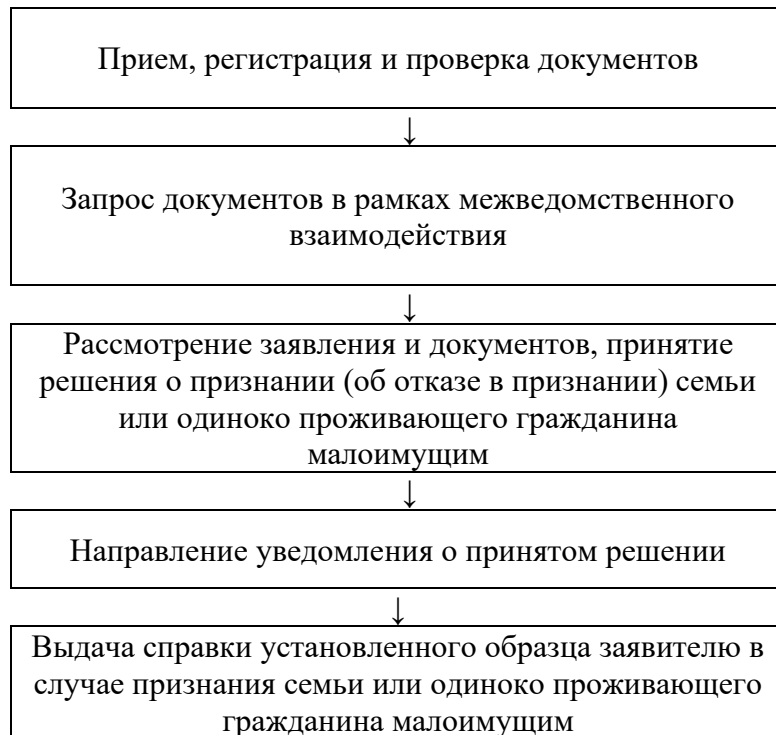 Прием, регистрация и проверка документов
↓
Запрос документов в рамках межведомственного
взаимодействия
↓
Рассмотрение заявления и документов, принятие
решения о признании (об отказе в признании) семьи
или одиноко проживающего гражданина
малоимущим
↓
Направление уведомления о принятом решении
↓
Выдача справки установленного образца заявителю в
случае признания семьи или одиноко проживающего
гражданина малоимущим